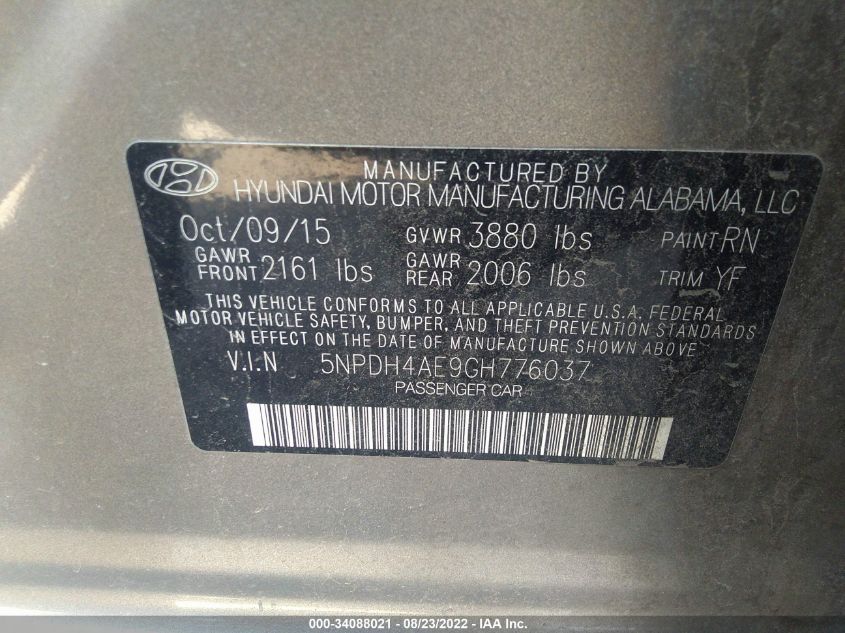 MANUFACTURED BY
HYUNDAI MOTOR MANUFACTURING ALABAMA, LLC
Oct/09/15 GVWR 3880 lbs PAINT RN
GAWR FRONT 2161 lbs GAWR REAR 2006 lbs TRIM YF
THIS VEHICLE CONFORMS TO ALL APPLICABLE U.S.A. FEDERAL
MOTOR VEHICLE SAFETY, BUMPER, AND THEFT PREVENTION STANDARDS
IN EFFECT ON THE DATE OF MANUFACTURE SHOWN ABOVE.
V.I.N 5NPDH4AE9GH776037
PASSENGER CAR
000-34088021 - 08/23/2022 - IAA Inc.